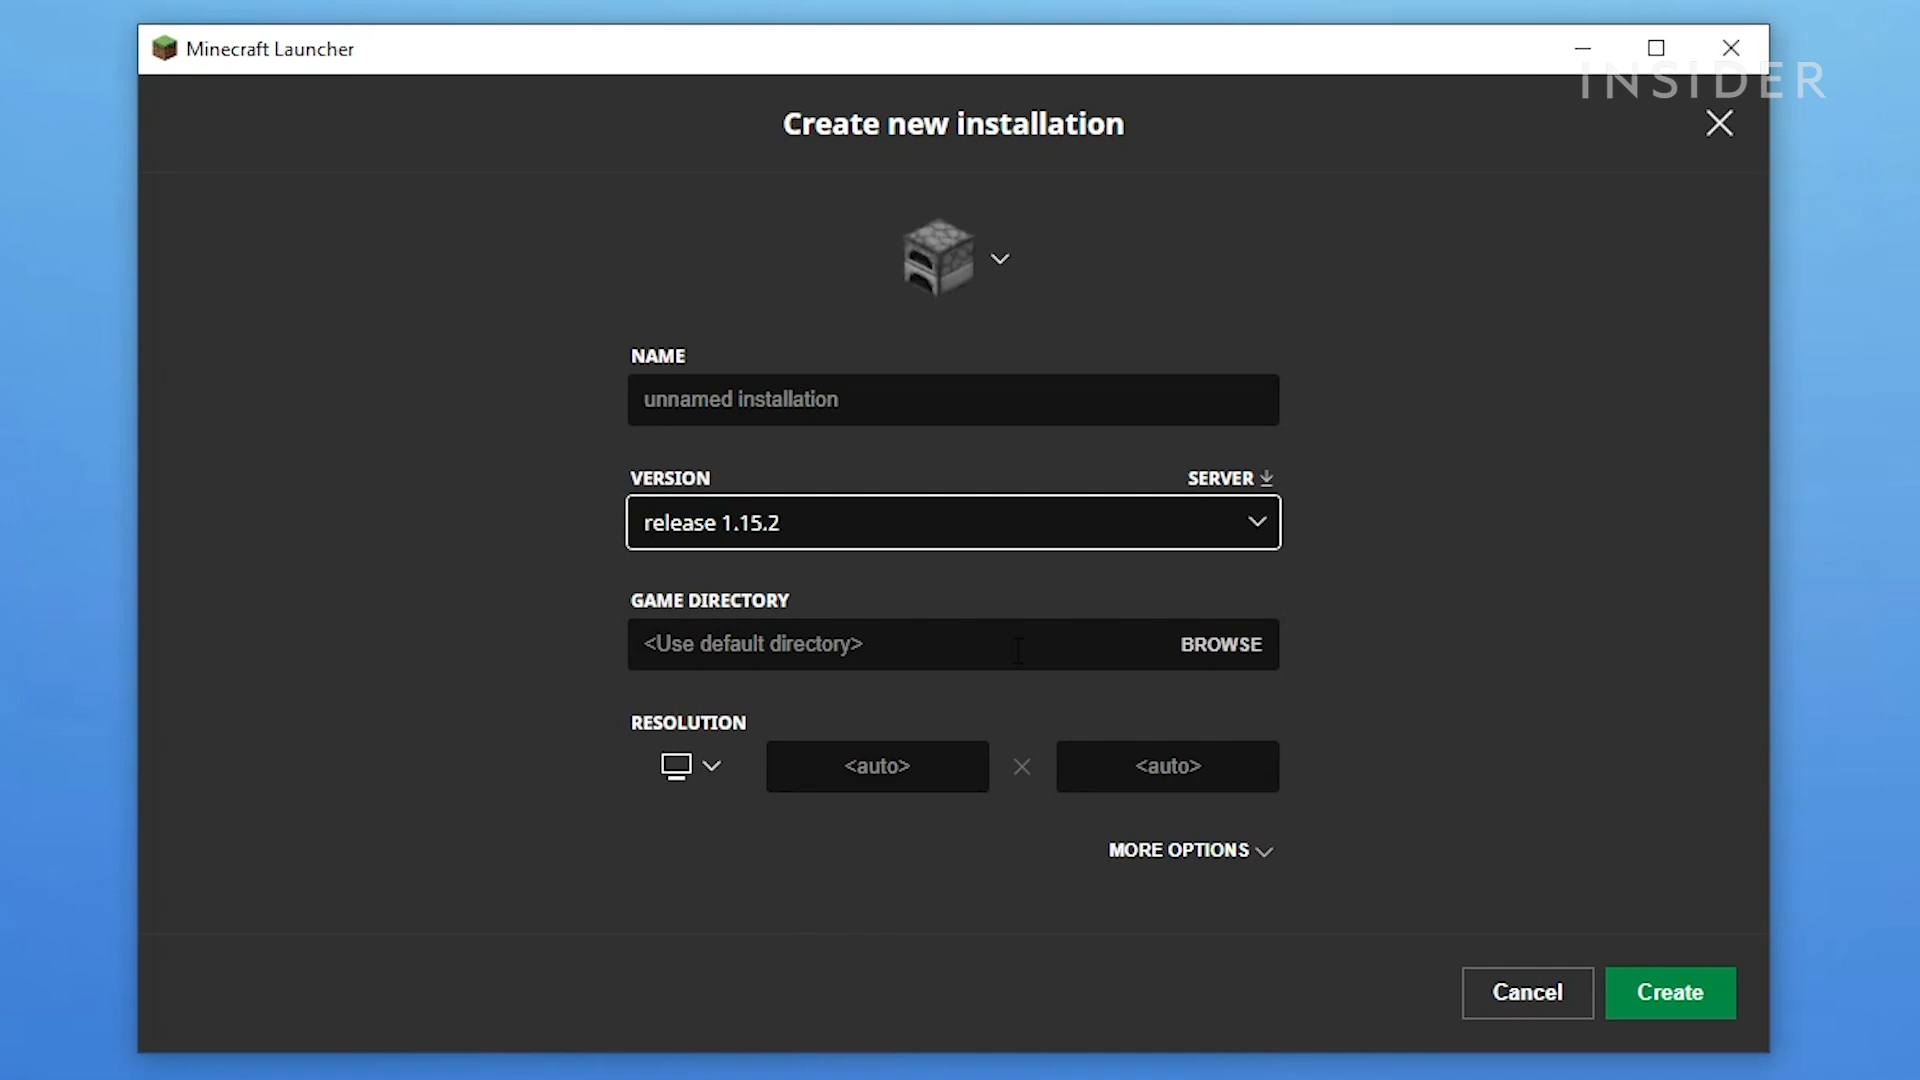 Minecraft Launcher
INSIDER
Create new installation
NAME
unnamed installation
VERSION
SERVER
release 1.15.2
GAME DIRECTORY
<Use default directory>
BROWSE
RESOLUTION
<auto>
<auto>
MORE OPTIONS
Cancel
Create